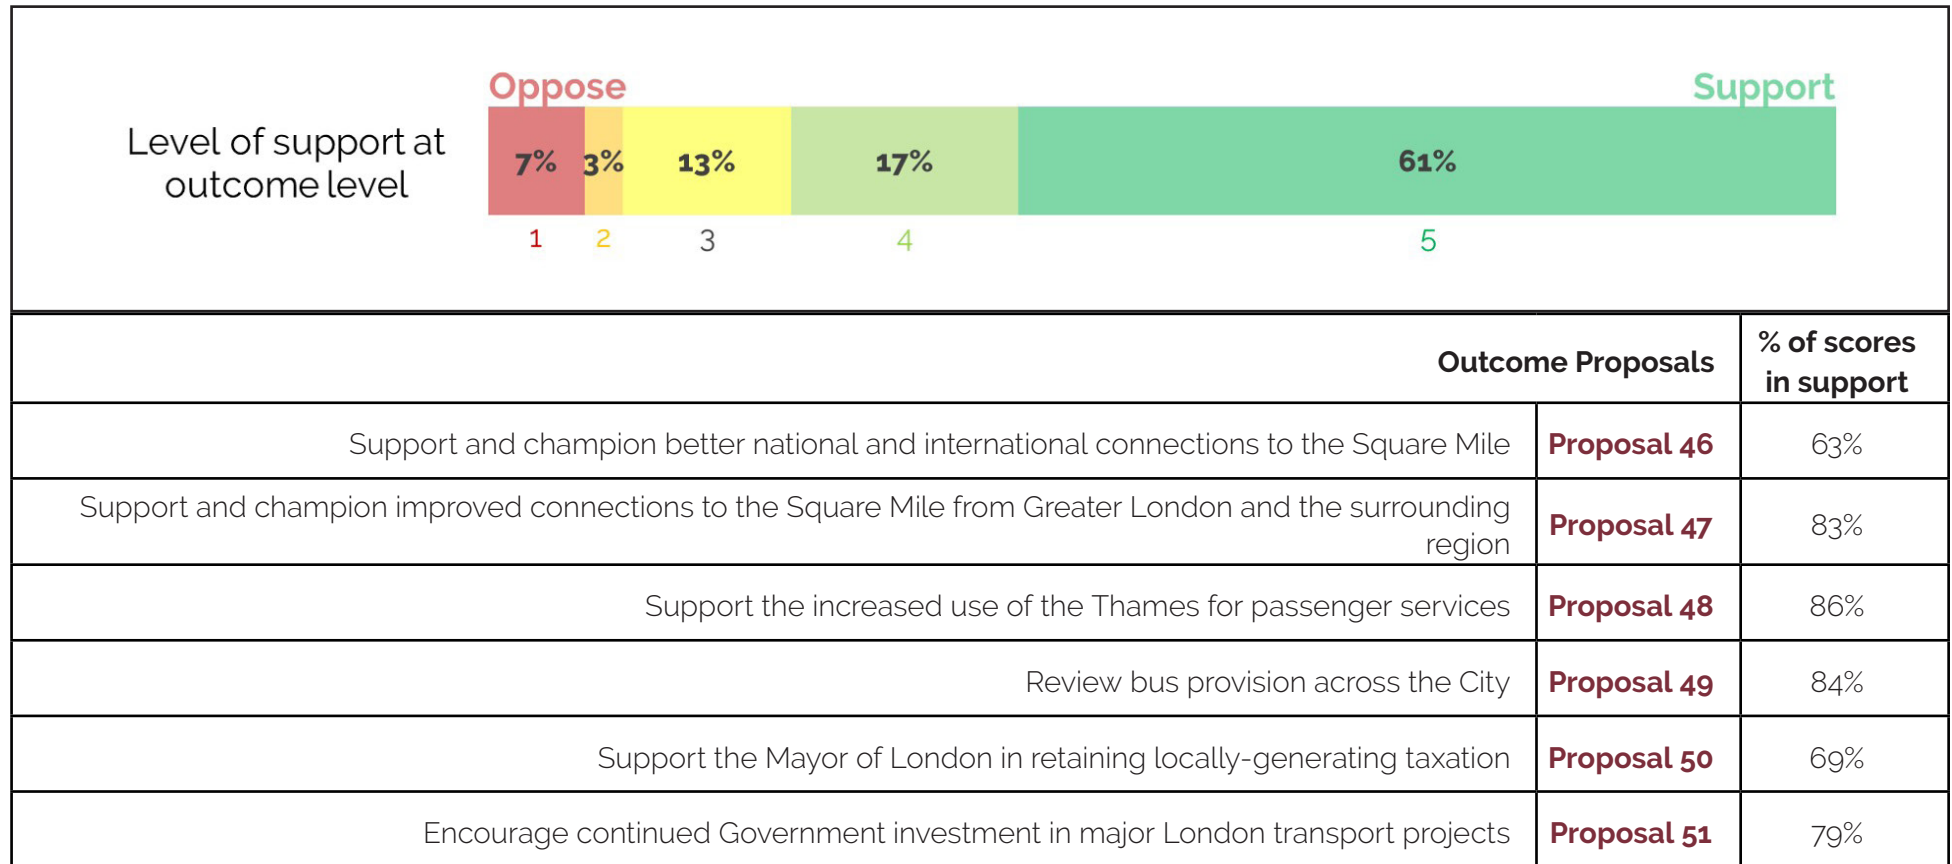 Oppose Support
Level of support at
outcome level
7% 3% 13% 17% 61%
1 2 3 4 5
Outcome Proposals
% of scores
in support
Support and champion better national and international connections to the Square Mile Proposal 46 63%
Support and champion improved connections to the Square Mile from Greater London and the surrounding
region
Proposal 47 83%
Support the increased use of the Thames for passenger services Proposal 48 86%
Review bus provision across the City Proposal 49 84%
Support the Mayor of London in retaining locally-generating taxation Proposal 50 69%
Encourage continued Government investment in major London transport projects Proposal 51 79%